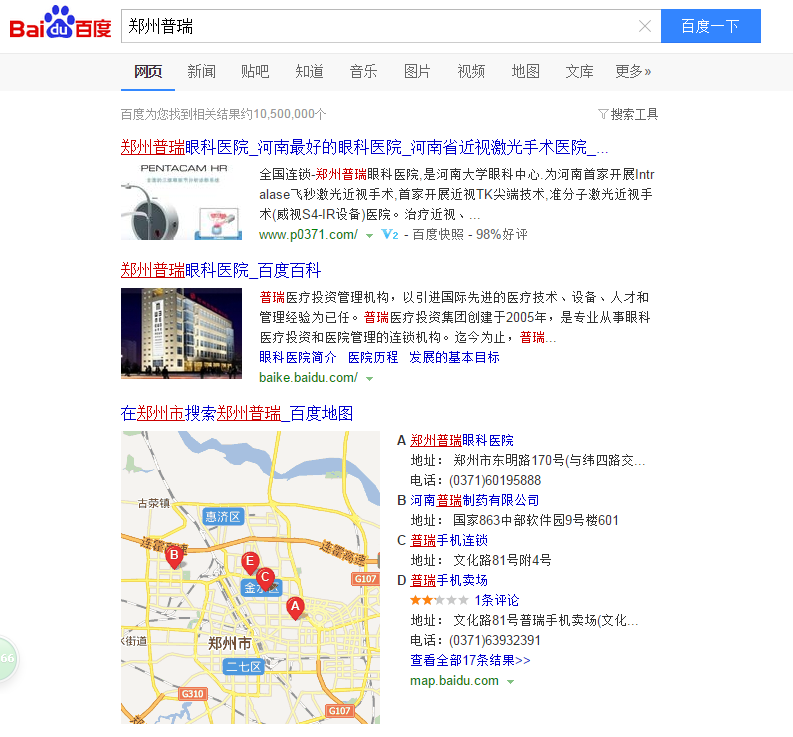 Bai du 百度
郑州普瑞
百度一下
网页 新闻 贴吧 知道 音乐 图片 视频 地图 文库 更多»
百度为您找到相关结果约10,500,000个
搜索工具
郑州普瑞眼科医院_河南最好的眼科医院_河南省近视激光手术医院_...
PENTACAM HR
全国连锁-郑州普瑞眼科医院,是河南大学眼科中心.为河南首家开展Intr
alase飞秒激光近视手术,首家开展近视TK尖端技术,准分子激光近视手
术(威视S4-IR设备)医院。治疗近视、...
www.p0371.com/ V2 - 百度快照 - 98%好评
郑州普瑞眼科医院_百度百科
普瑞医疗投资管理机构，以引进国际先进的医疗技术、设备、人才和
管理经验为己任。普瑞医疗投资集团创建于2005年，是专业从事眼科
医疗投资和医院管理的连锁机构。迄今为止，普瑞...
眼科医院简介 医院历程 发展的基本目标
baike.baidu.com/
在郑州市搜索郑州普瑞_百度地图
古荥镇
惠济区
连霍高速
连霍高速
B
E
C
G107
金水区
A
街道
郑州市
二七区
G310
G107
A 郑州普瑞眼科医院
地址： 郑州市东明路170号(与纬四路交...
电话：(0371)60195888
B 河南普瑞制药有限公司
地址： 国家863中部软件园9号楼601
C 普瑞手机连锁
地址： 文化路81号附4号
D 普瑞手机卖场
1条评论
地址： 文化路81号普瑞手机卖场(文化...
电话：(0371)63932391
查看全部17条结果>>
map.baidu.com
66